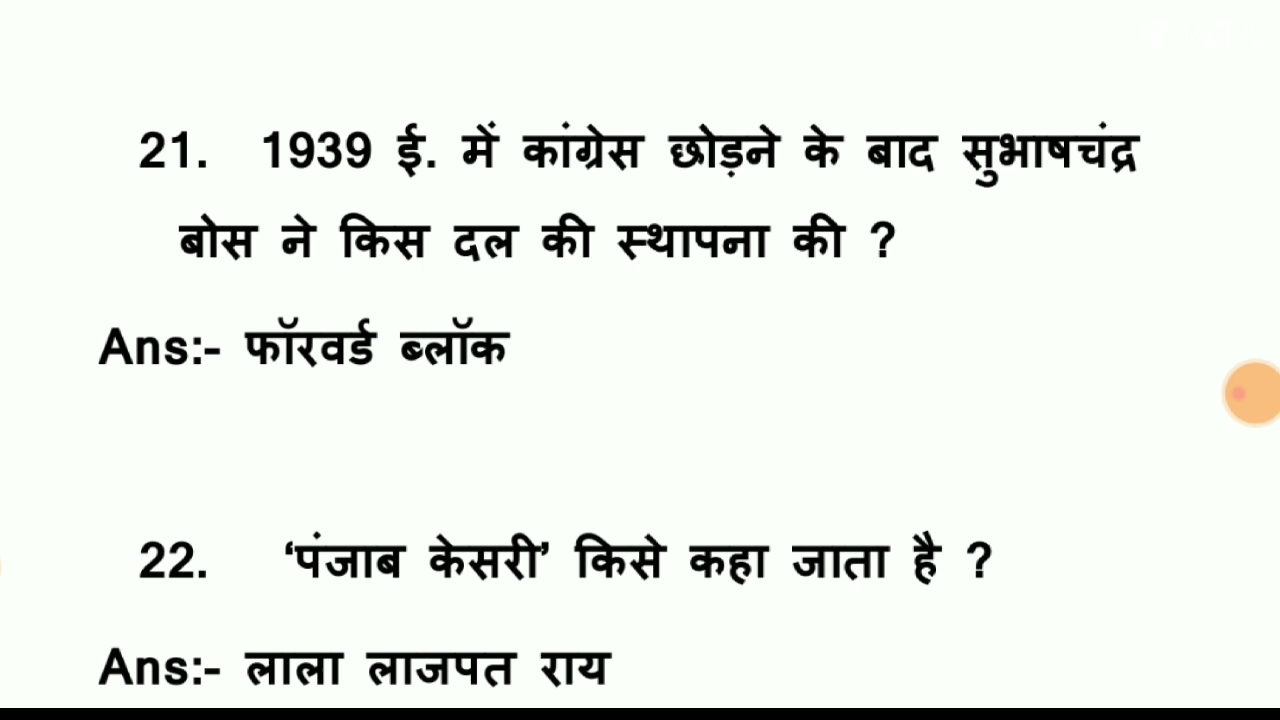 21. 1939 ई. में कांग्रेस छोड़ने के बाद सुभाषचंद्र
बोस ने किस दल की स्थापना की ?
Ans:- फॉरवर्ड ब्लॉक
22. ‘पंजाब केसरी’ किसे कहा जाता है ?
Ans:- लाला लाजपत राय